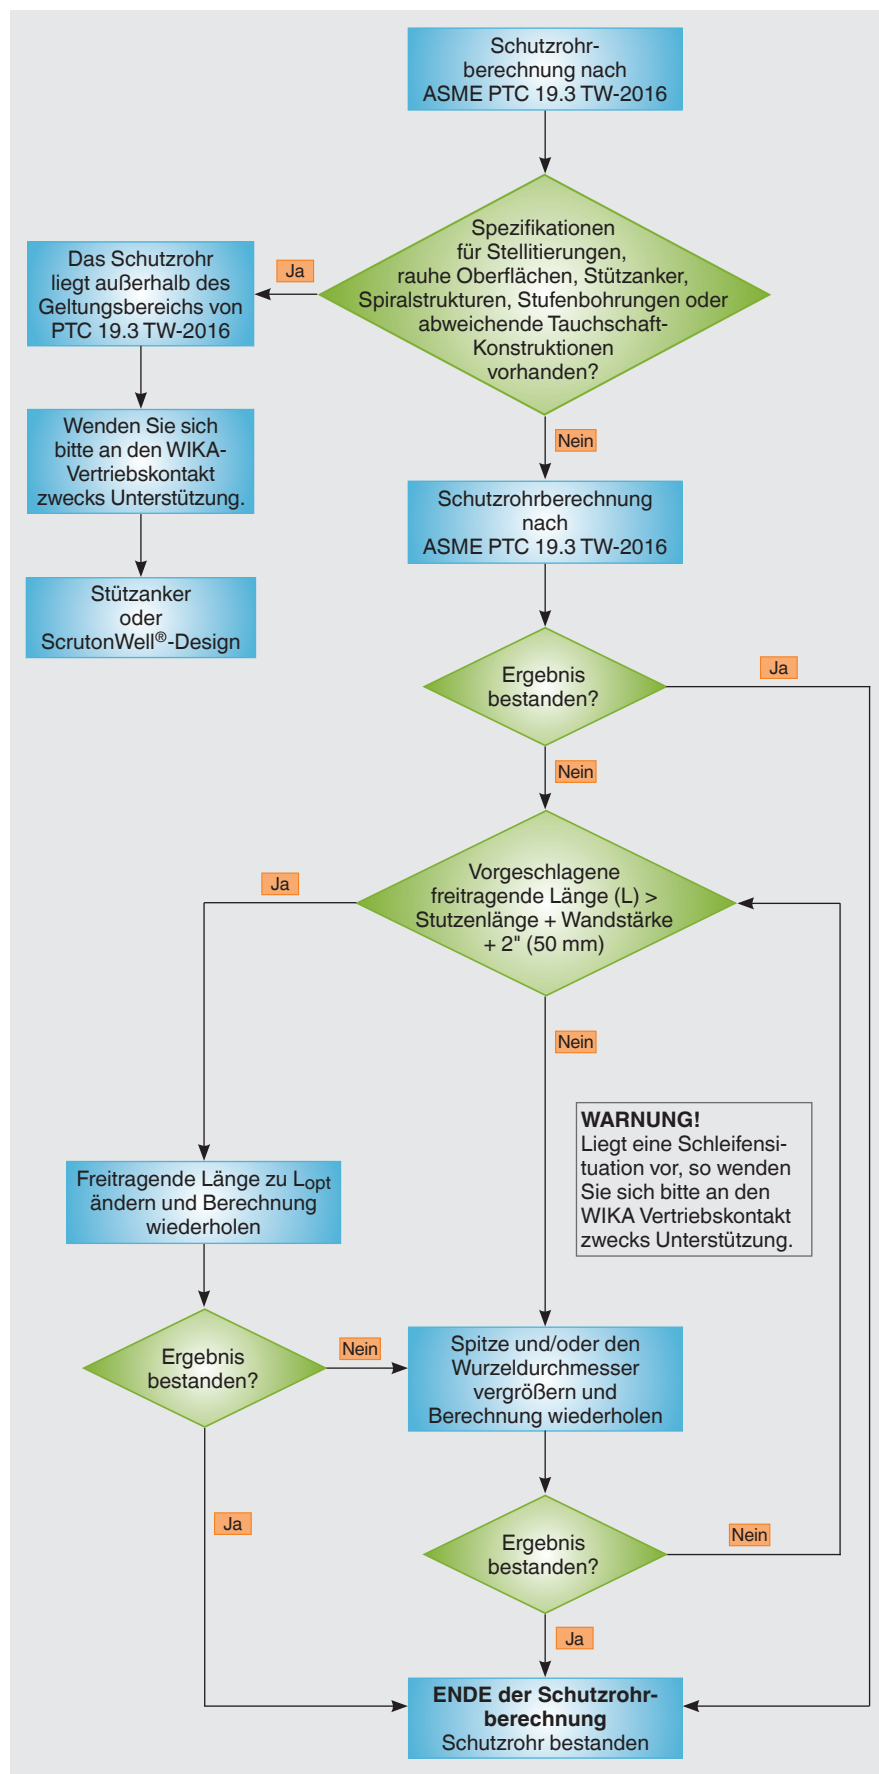 Schutzrohr-
berechnung nach
ASME PTC 19.3 TW-2016
Spezifikationen
für Stellitierungen,
rauhe Oberflächen, Stützanker,
Spiralstrukturen, Stufenbohrungen oder
abweichende Tauchschaft-
Konstruktionen
vorhanden?
Ja
Das Schutzrohr
liegt außerhalb des
Geltungsbereichs von
PTC 19.3 TW-2016
Wenden Sie sich
bitte an den WIKA-
Vertriebskontakt
zwecks Unterstützung.
Stützanker
oder
ScrutonWell®-Design
Nein
Schutzrohrberechnung
nach
ASME PTC 19.3 TW-2016
Ergebnis
bestanden?
Ja
Nein
Vorgeschlagene
freitragende Länge (L) >
Stutzenlänge + Wandstärke
+ 2" (50 mm)
Ja
Nein
WARNUNG!
Liegt eine Schleifensi-
tuation vor, so wenden
Sie sich bitte an den
WIKA Vertriebskontakt
zwecks Unterstützung.
Freitragende Länge zu Lopt
ändern und Berechnung
wiederholen
Ergebnis
bestanden?
Nein
Ja
Spitze und/oder den
Wurzeldurchmesser
vergrößern und
Berechnung wiederholen
Ergebnis
bestanden?
Nein
Ja
ENDE der Schutzrohr-
berechnung
Schutzrohr bestanden